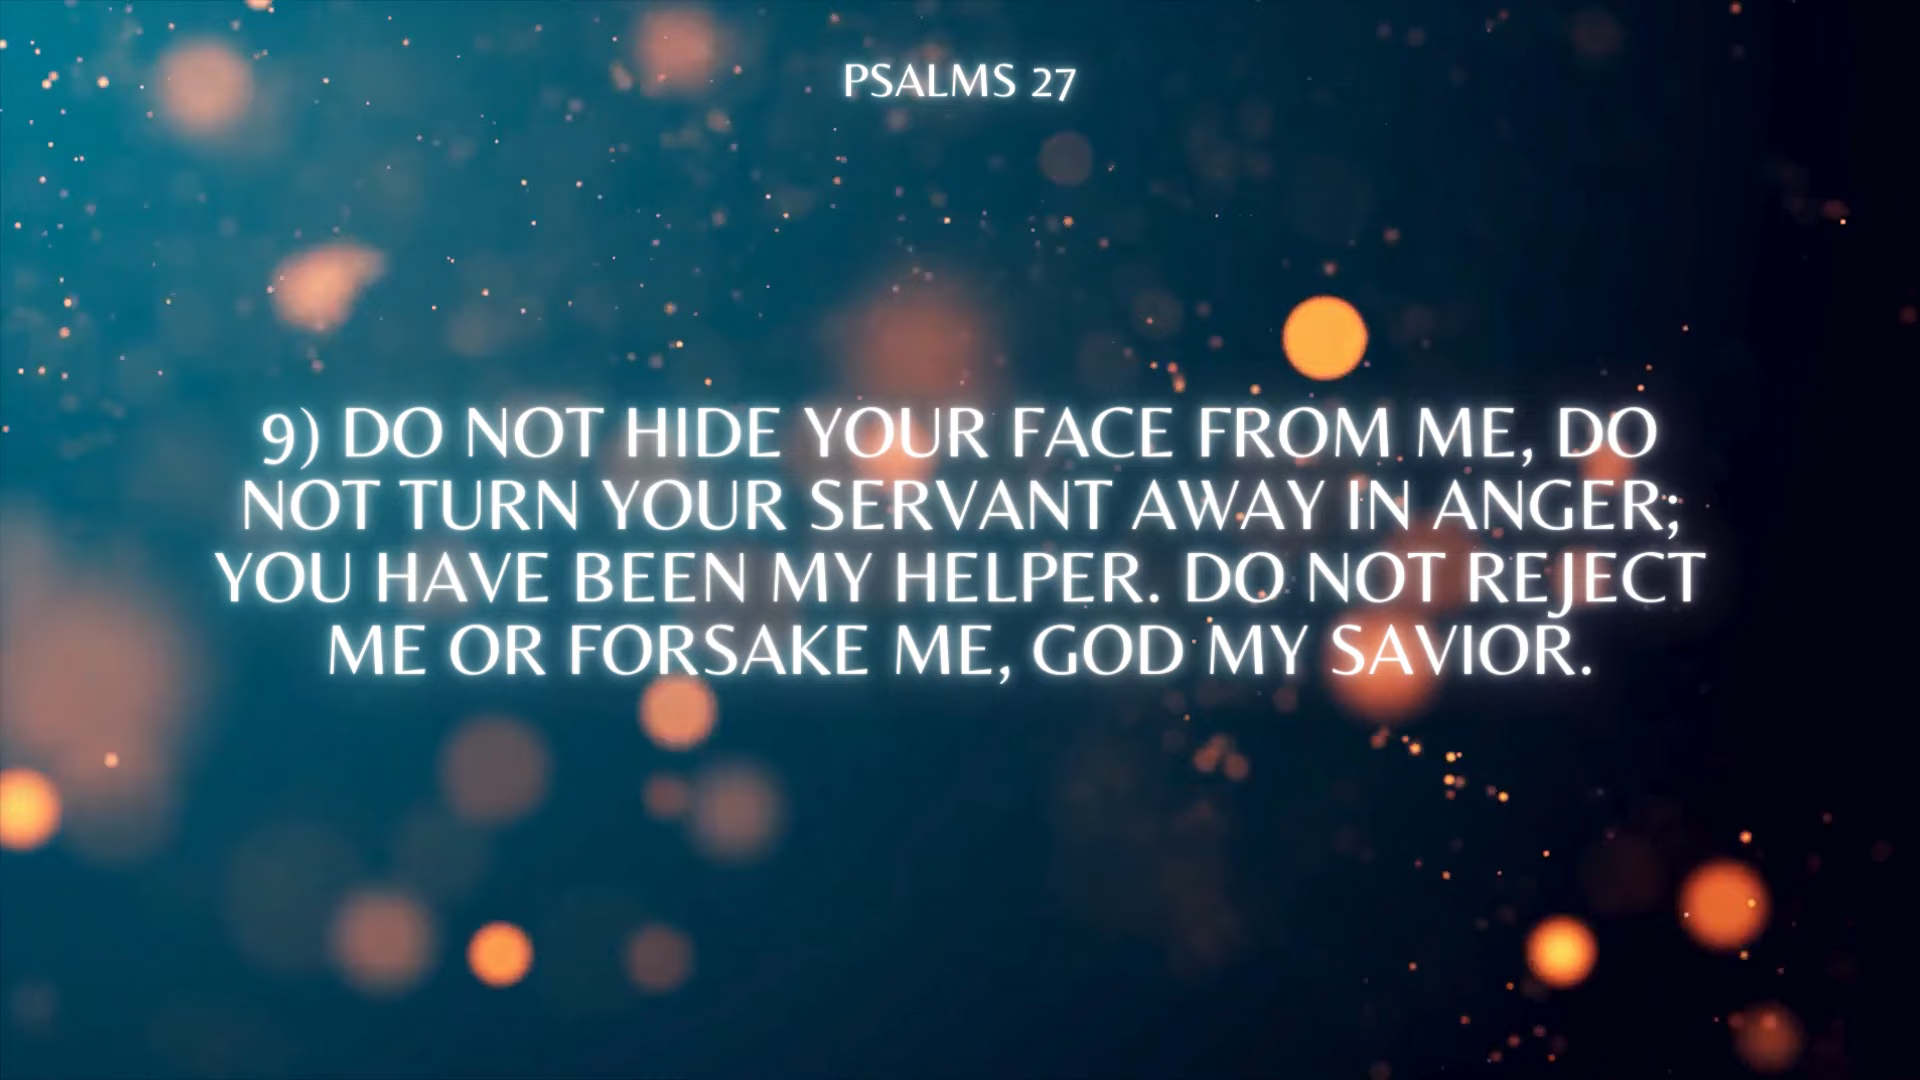 PSALMS 27
9) DO NOT HIDE YOUR FACE FROM ME, DO
NOT TURN YOUR SERVANT AWAY IN ANGER;
YOU HAVE BEEN MY HELPER. DO NOT REJECT
ME OR FORSAKE ME, GOD MY SAVIOR.